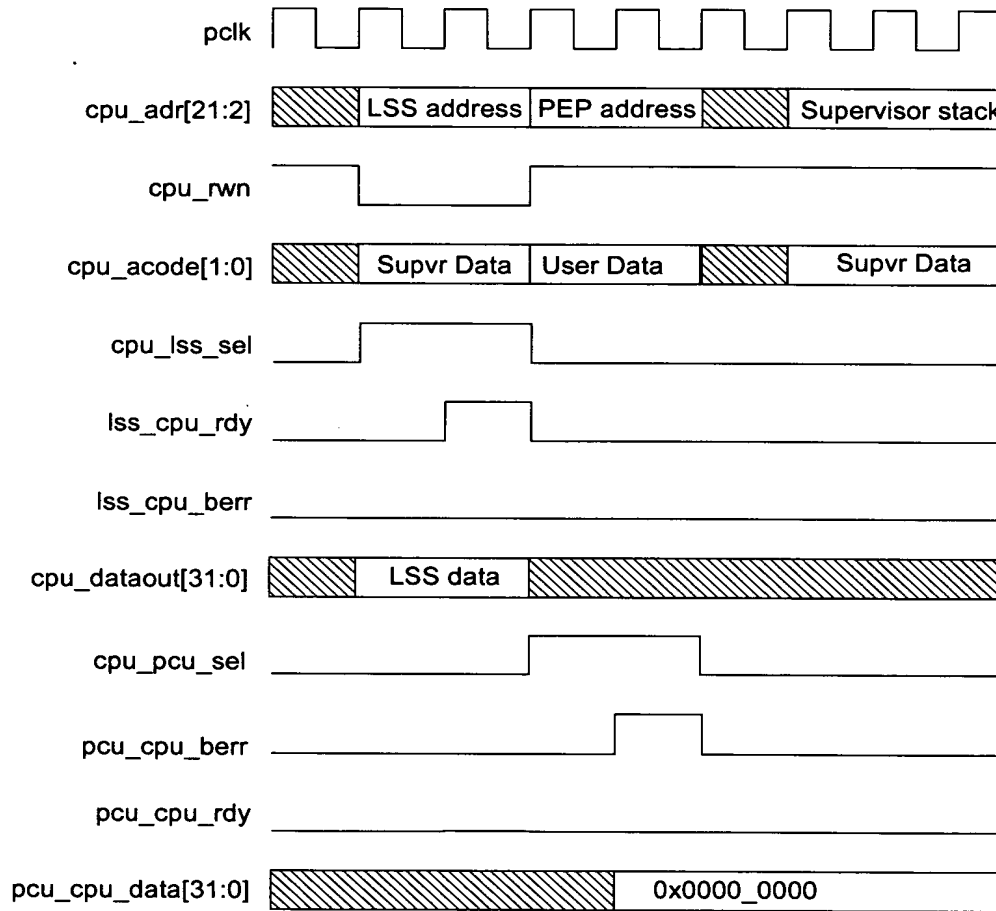 pclk
cpu_adr[21:2] LSS address PEP address Supervisor stack
cpu_rwn
cpu_acode[1:0] Supvr Data User Data Supvr Data
cpu_lss_sel
lss_cpu_rdy
lss_cpu_berr
cpu_dataout[31:0] LSS data
cpu_pcu_sel
pcu_cpu_berr
pcu_cpu_rdy
pcu_cpu_data[31:0] 0x0000_0000